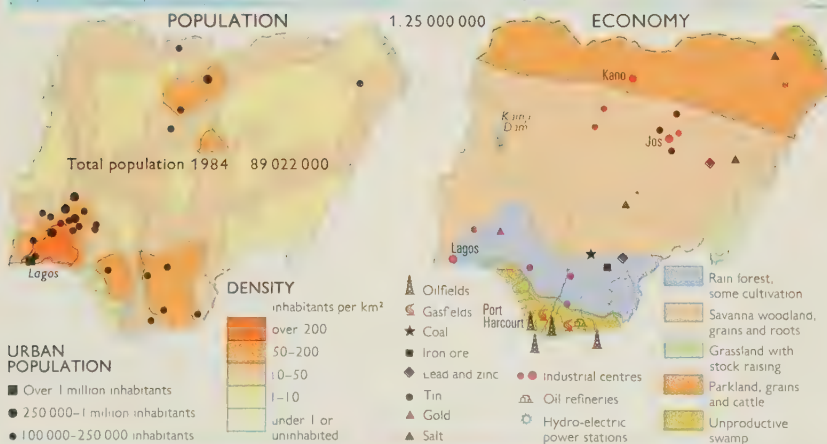 POPULATION
1:25 000 000
ECONOMY
Kano
Dam
Jos
Total population 1984 89 022 000
Lagos
DENSITY
inhabitants per km²
over 200
50–200
10–50
1–10
under 1 or
uninhabited
URBAN
POPULATION
Over 1 million inhabitants
250 000–1 million inhabitants
100 000–250 000 inhabitants
Lagos
Port
Harcourt
Oilfields
Gasfields
Coal
Iron ore
Lead and zinc
Tin
Gold
Salt
Industrial centres
Oil refineries
Hydro-electric
power stations
Rain forest,
some cultivation
Savanna woodland,
grains and roots
Grassland with
stock raising
Parkland, grains
and cattle
Unproductive
swamp